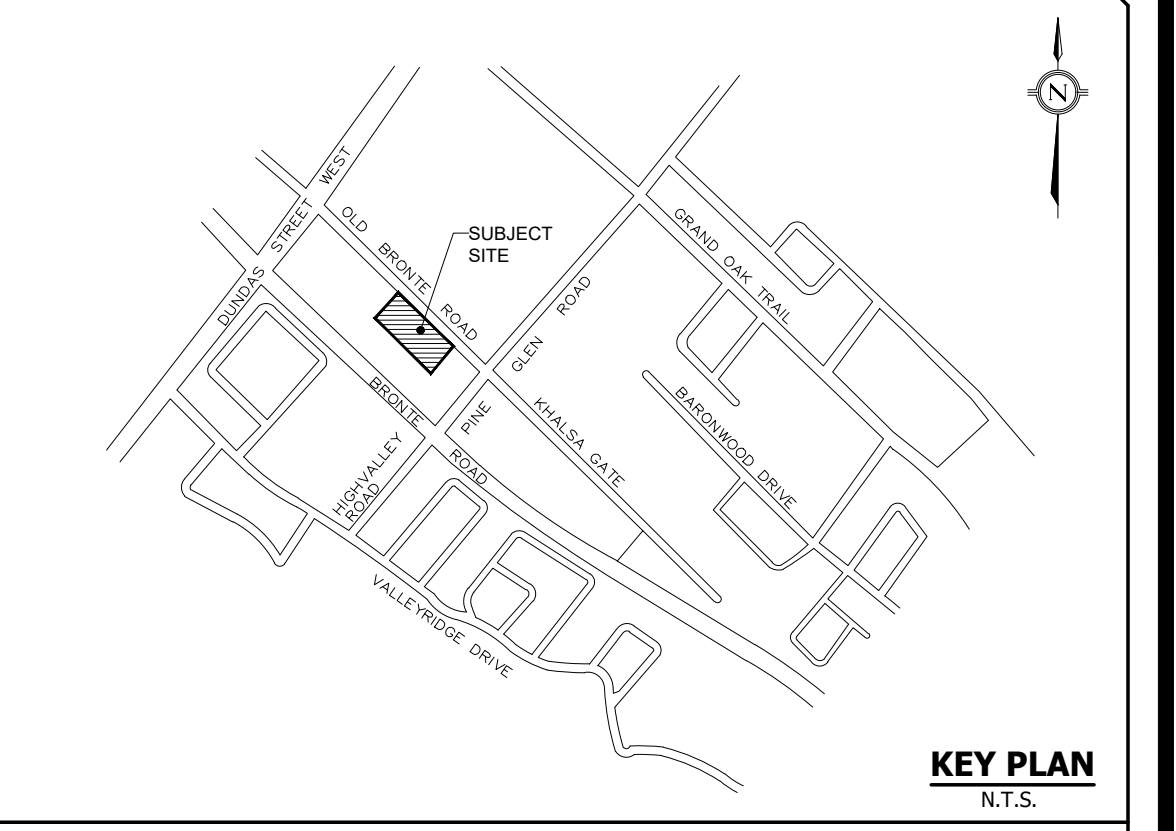 N
DUNDAS STREET WEST
OLD BRONTE ROAD
SUBJECT
SITE
GRAND OAK TRAIL
PINE GLEN ROAD
BRONTE ROAD
KHALSA GATE
BARONWOOD DRIVE
HIGHVALLEY
ROAD
VALLEYRIDGE DRIVE
KEY PLAN
N.T.S.